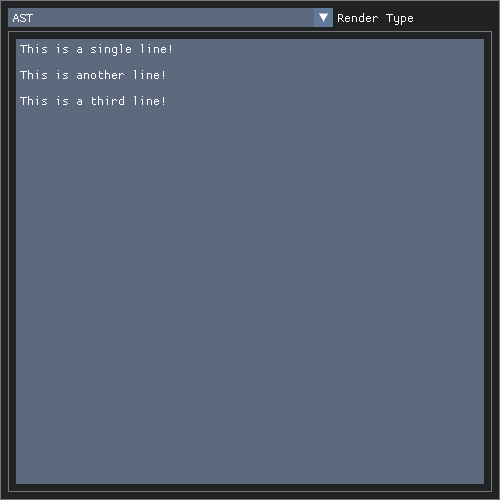 AST
Render Type
This is a single line!
This is another line!
This is a third line!